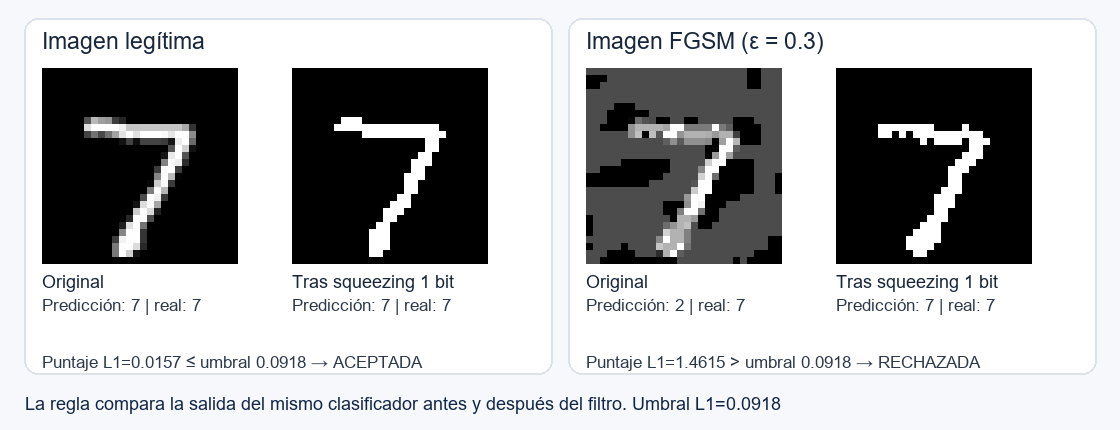 Imagen legítima
Original
Predicción: 7 | real: 7
Tras squeezing 1 bit
Predicción: 7 | real: 7
Puntaje L1=0.0157 ≤ umbral 0.0918 → ACEPTADA
Imagen FGSM (ε = 0.3)
Original
Predicción: 2 | real: 7
Tras squeezing 1 bit
Predicción: 7 | real: 7
Puntaje L1=1.4615 > umbral 0.0918 → RECHAZADA
La regla compara la salida del mismo clasificador antes y después del filtro. Umbral L1=0.0918